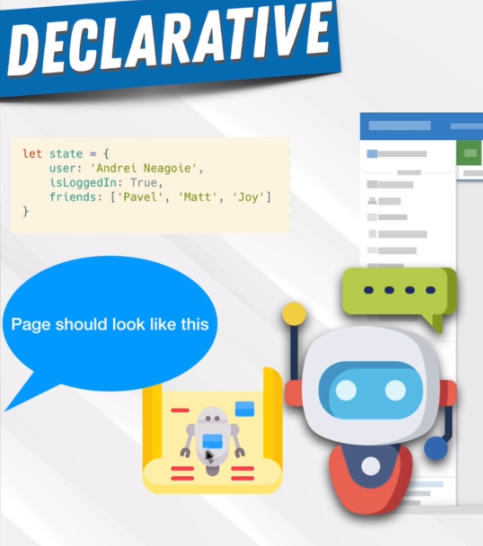 DECLARATIVE
let state = {
    user: 'Andrei Neagoie',
    isLoggedIn: True,
    friends: ['Pavel', 'Matt', 'Joy']
}
Page should look like this